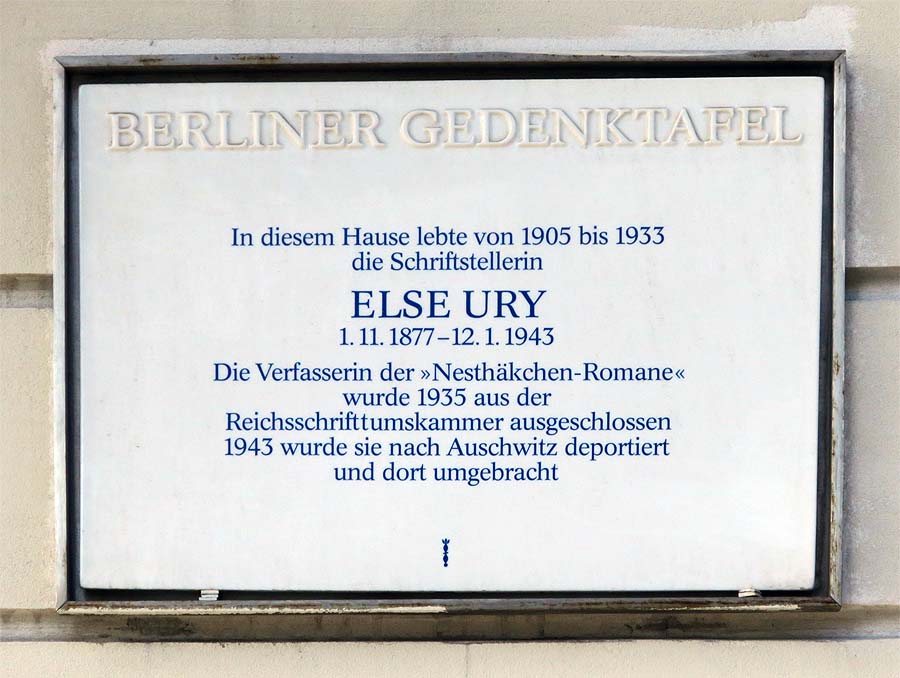 BERLINER GEDENKTAFEL
In diesem Hause lebte von 1905 bis 1933
die Schriftstellerin
ELSE URY
1. 11. 1877–12. 1. 1943
Die Verfasserin der »Nesthäkchen-Romane«
wurde 1935 aus der
Reichsschrifttumskammer ausgeschlossen
1943 wurde sie nach Auschwitz deportiert
und dort umgebracht